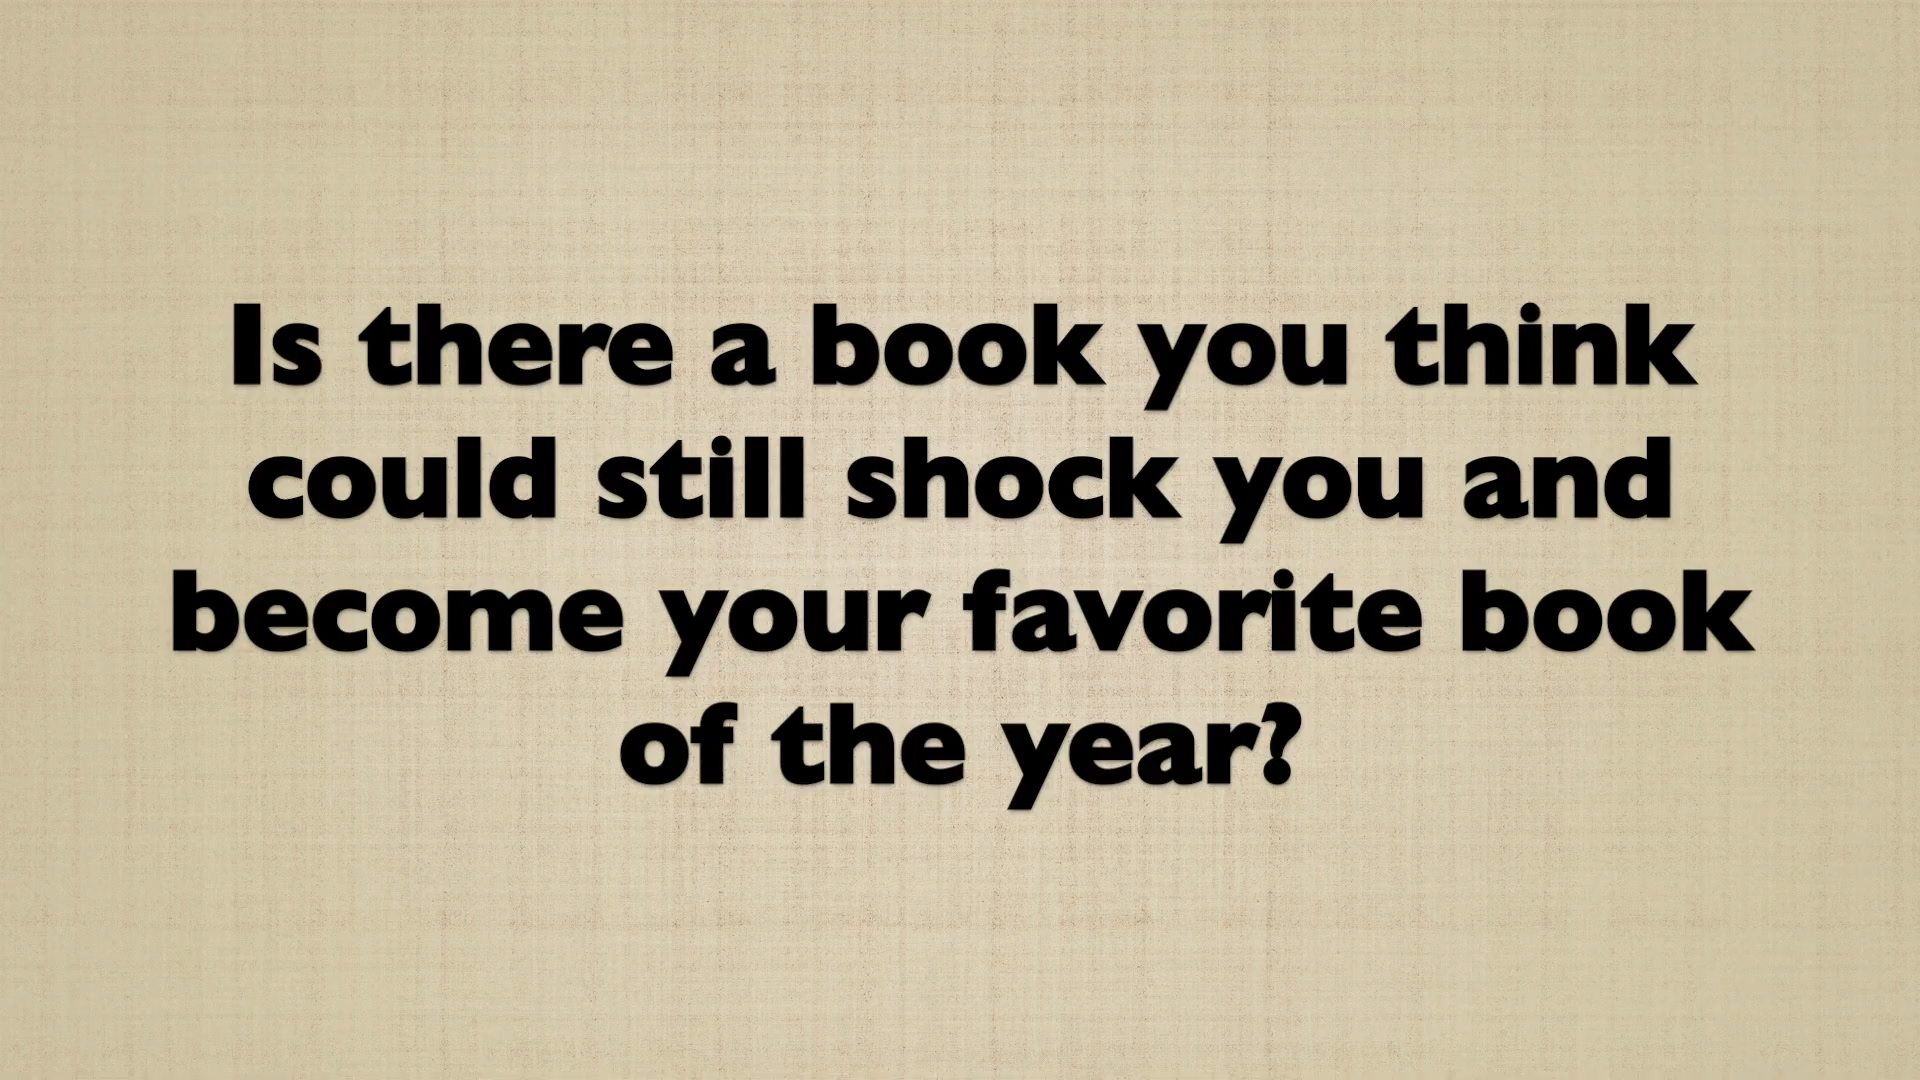 Is there a book you think
could still shock you and
become your favorite book
of the year?